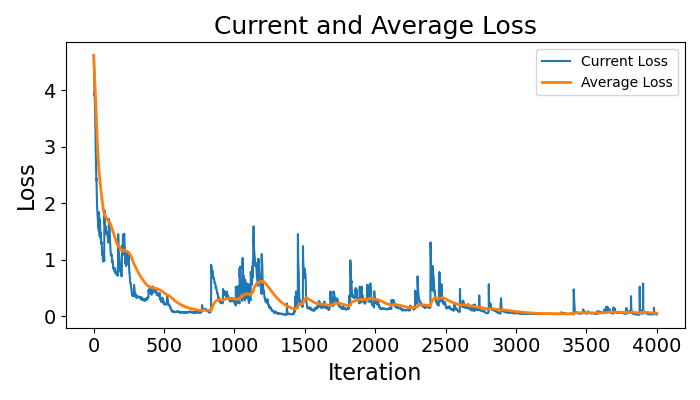 Current and Average Loss
Current Loss
Average Loss
Loss
4
3
2
1
0
0 500 1000 1500 2000 2500 3000 3500 4000
Iteration